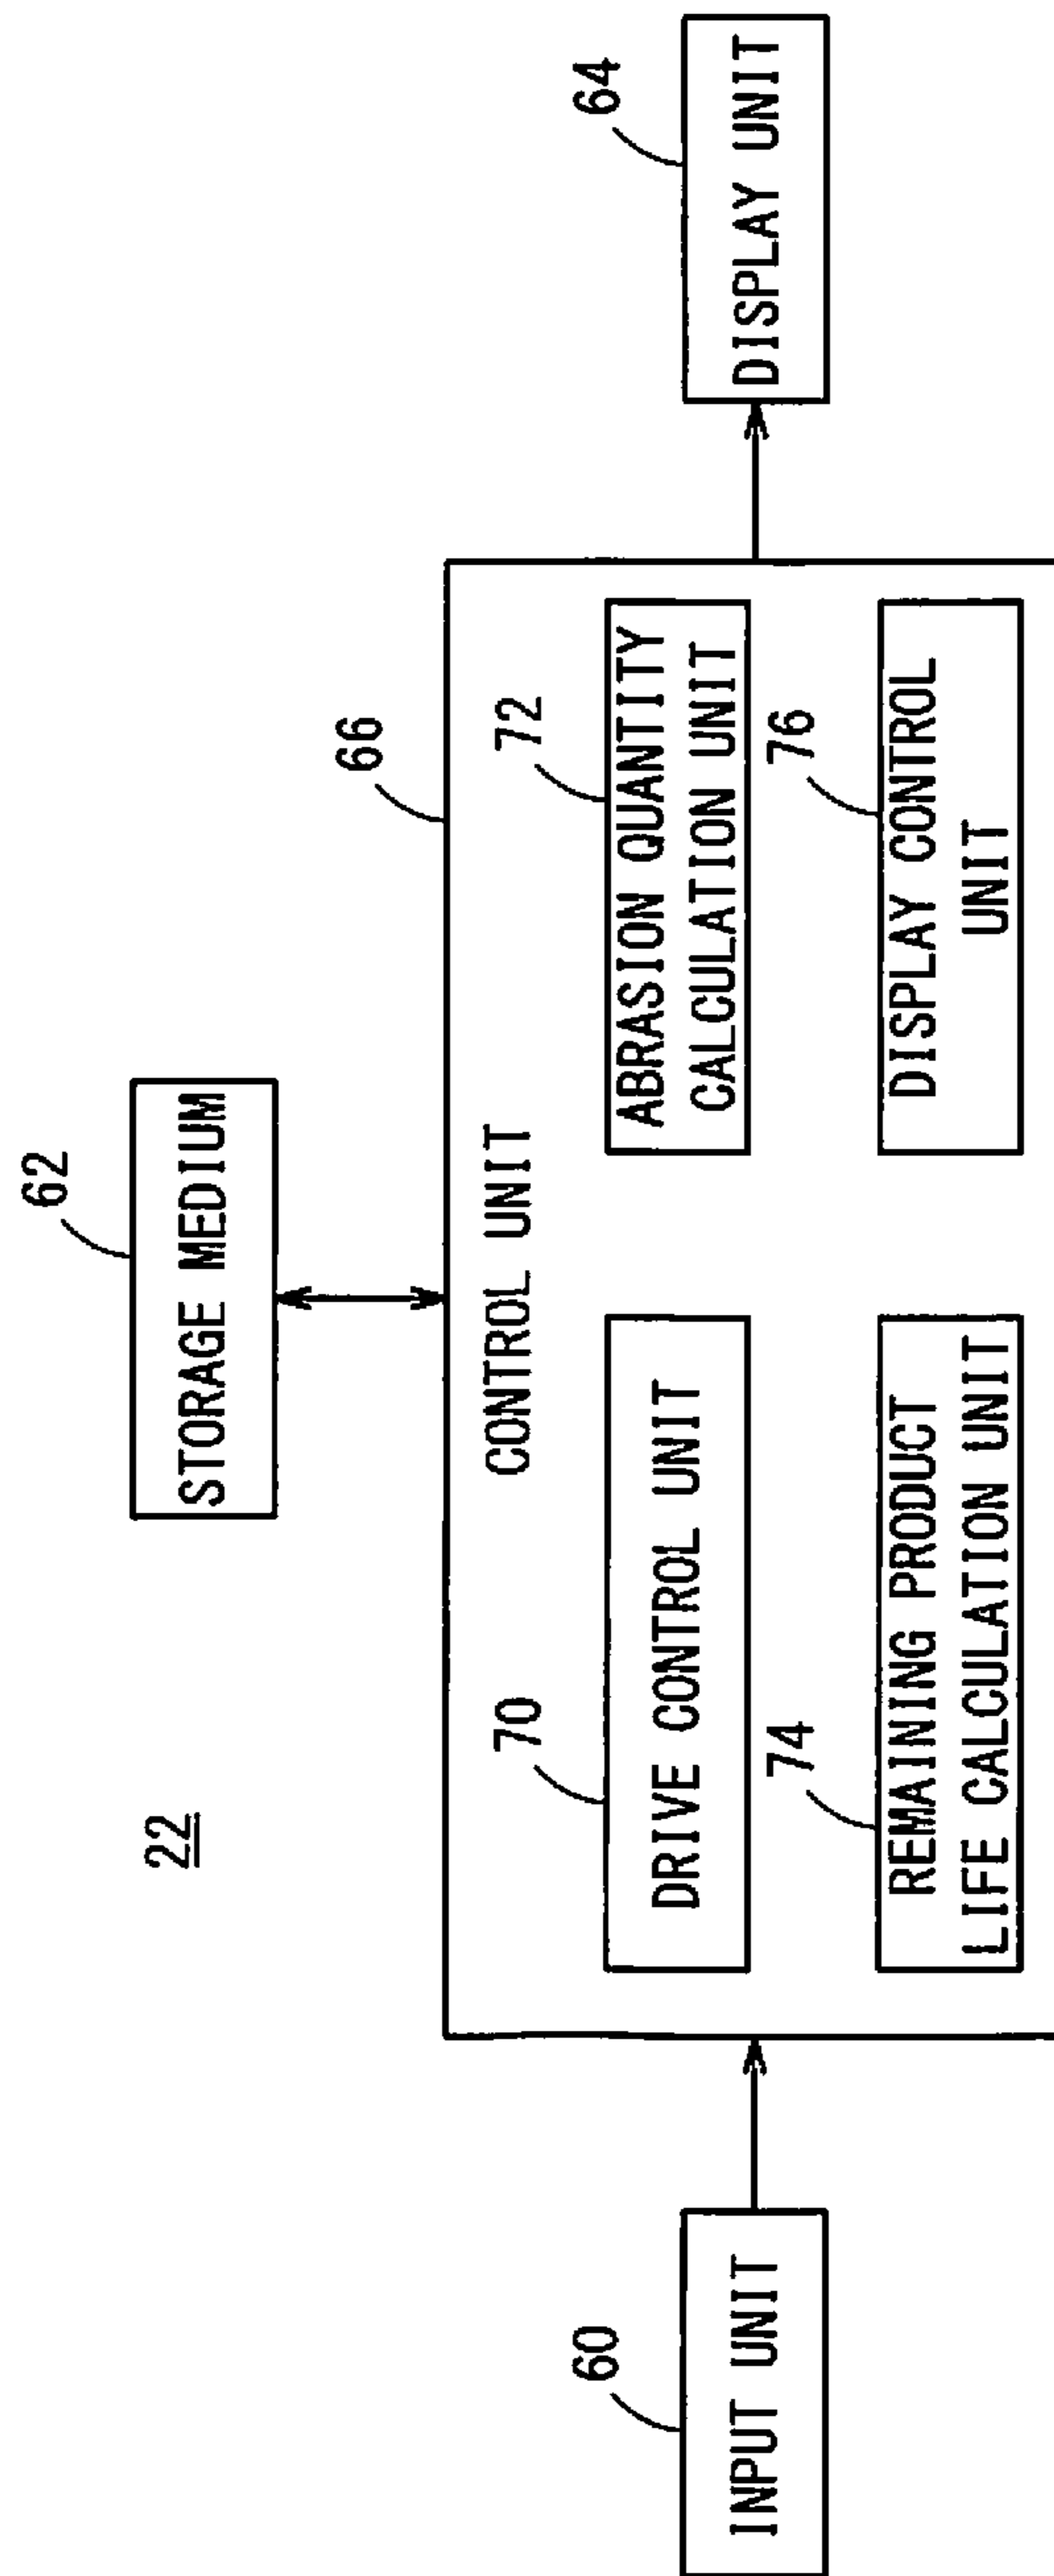 22
62
STORAGE MEDIUM
66
CONTROL UNIT
70
DRIVE CONTROL UNIT
72
ABRASION QUANTITY
CALCULATION UNIT
74
REMAINING PRODUCT
LIFE CALCULATION UNIT
76
DISPLAY CONTROL
UNIT
60
INPUT UNIT
64
DISPLAY UNIT